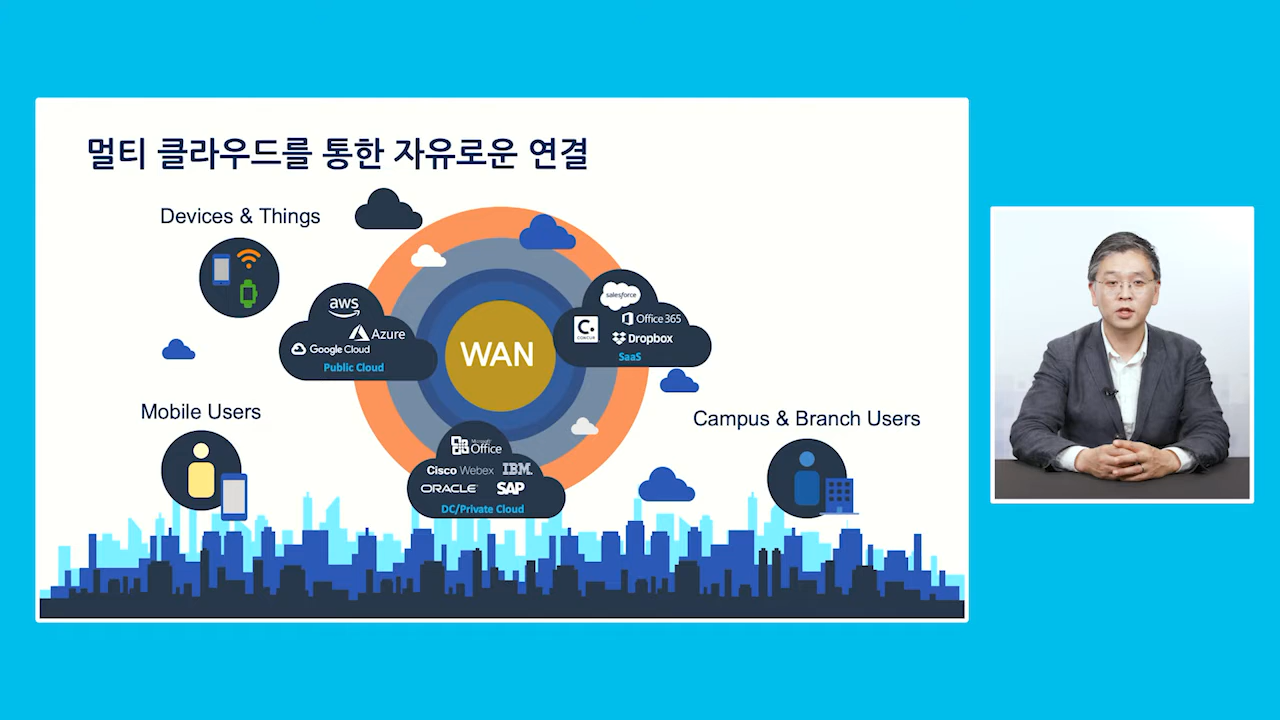 멀티 클라우드를 통한 자유로운 연결
Devices & Things
aws
Azure
Google Cloud
Public Cloud
WAN
salesforce
Office 365
C.
CONCUR
Dropbox
SaaS
Mobile Users
Campus & Branch Users
Microsoft
Office
Cisco Webex
IBM
ORACLE
SAP
DC/Private Cloud